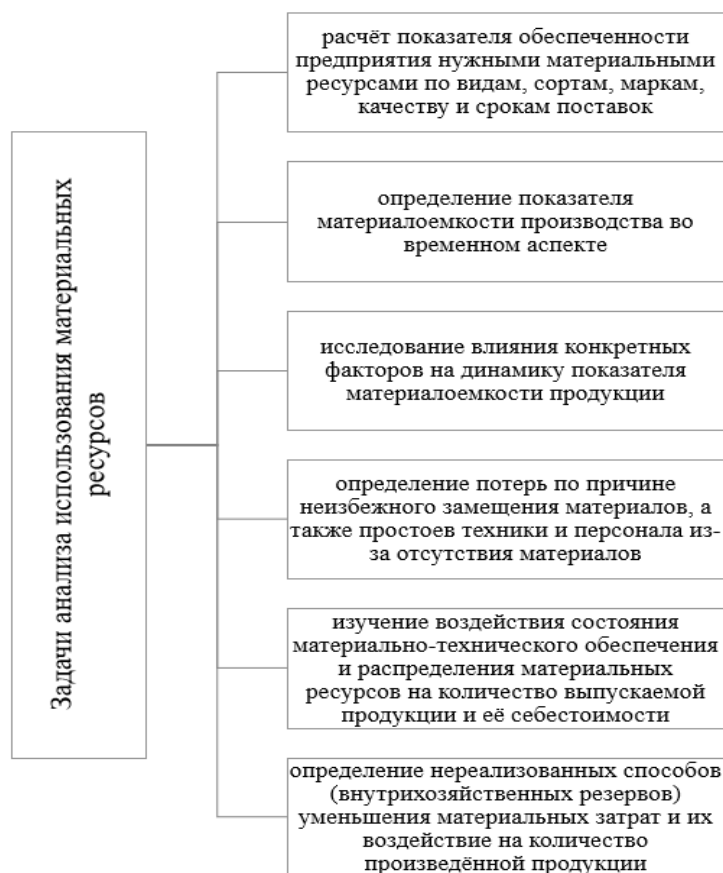 Задачи анализа использования материальных
ресурсов
расчёт показателя обеспеченности
предприятия нужными материальными
ресурсами по видам, сортам, маркам,
качеству и срокам поставок
определение показателя
материалоемкости производства во
временном аспекте
исследование влияния конкретных
факторов на динамику показателя
материалоемкости продукции
определение потерь по причине
неизбежного замещения материалов, а
также простоев техники и персонала из-
за отсутствия материалов
изучение воздействия состояния
материально-технического обеспечения
и распределения материальных
ресурсов на количество выпускаемой
продукции и её себестоимости
определение нереализованных способов
(внутрихозяйственных резервов)
уменьшения материальных затрат и их
воздействие на количество
произведённой продукции